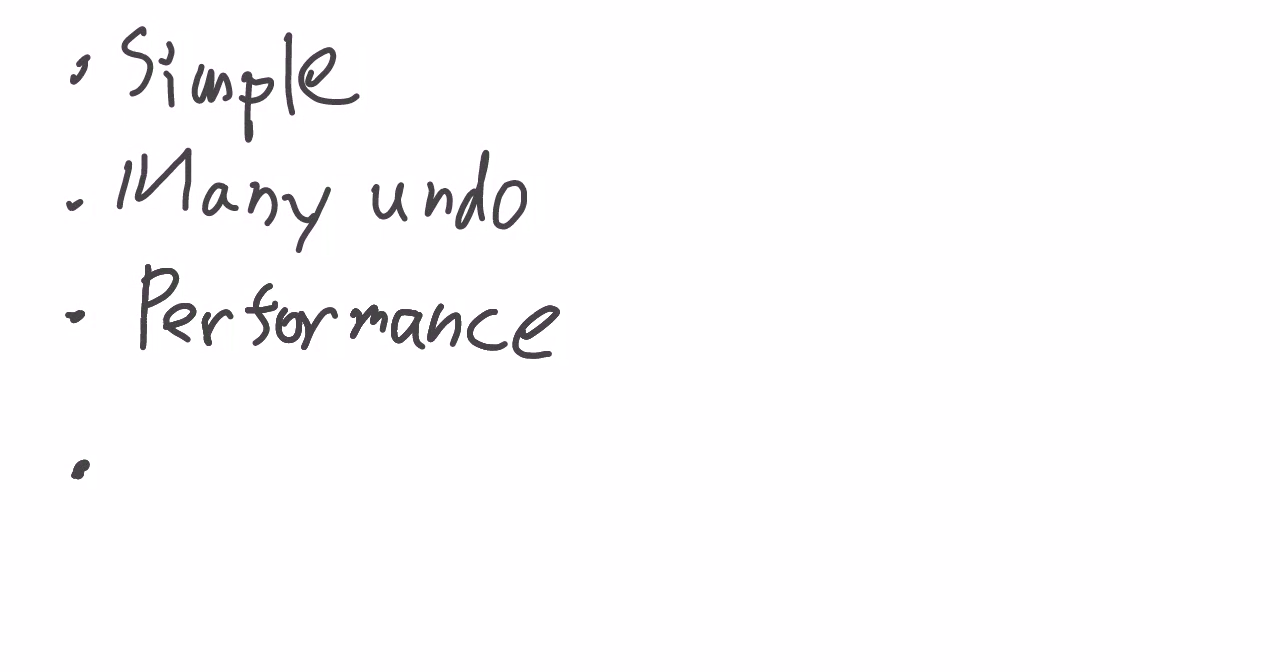 • Simple
• Many undo
• Performance
•